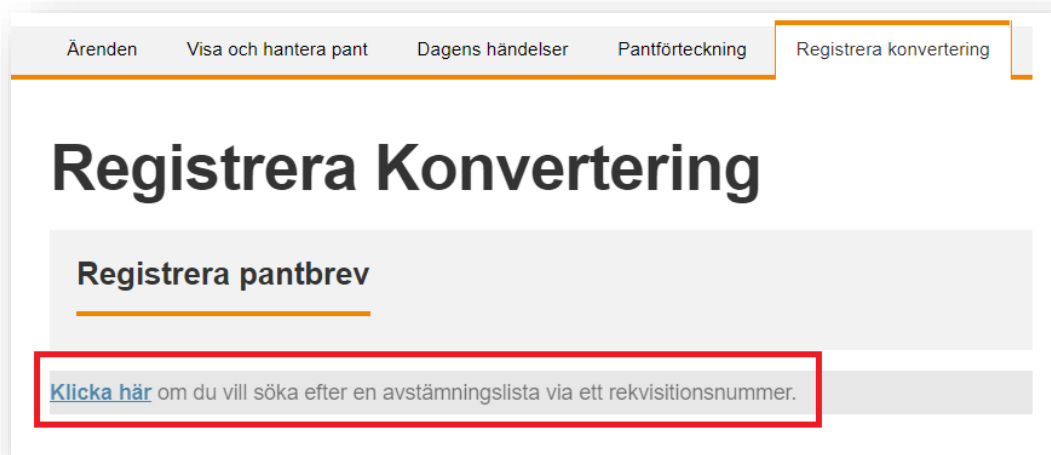 Ärenden Visa och hantera pant Dagens händelser Pantförteckning Registrera konvertering
Registrera Konvertering
Registrera pantbrev
Klicka här om du vill söka efter en avstämningslista via ett rekvisitionsnummer.